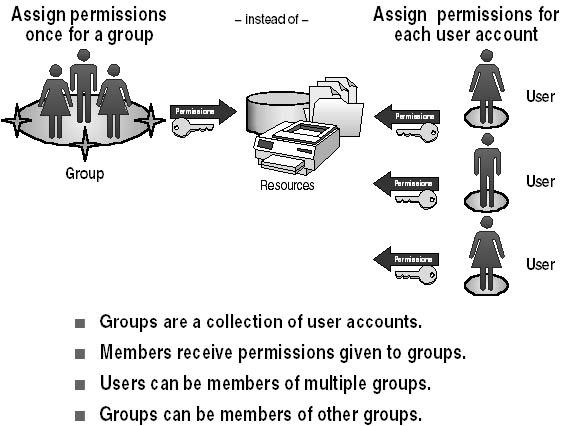 Assign permissions
once for a group
– instead of –
Assign permissions for
each user account
Permissions
Group
Resources
Permissions
User
Permissions
User
Permissions
User
Groups are a collection of user accounts.
Members receive permissions given to groups.
Users can be members of multiple groups.
Groups can be members of other groups.